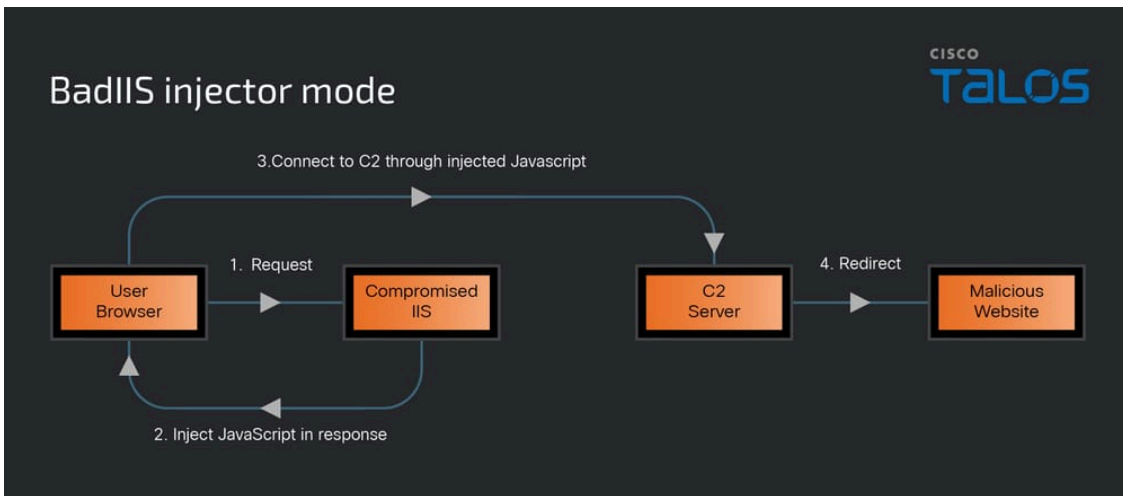 CISCO
TALOS
BadIIS injector mode
3.Connect to C2 through injected Javascript
1. Request
4. Redirect
User
Browser
Compromised
IIS
C2
Server
Malicious
Website
2. Inject JavaScript in response